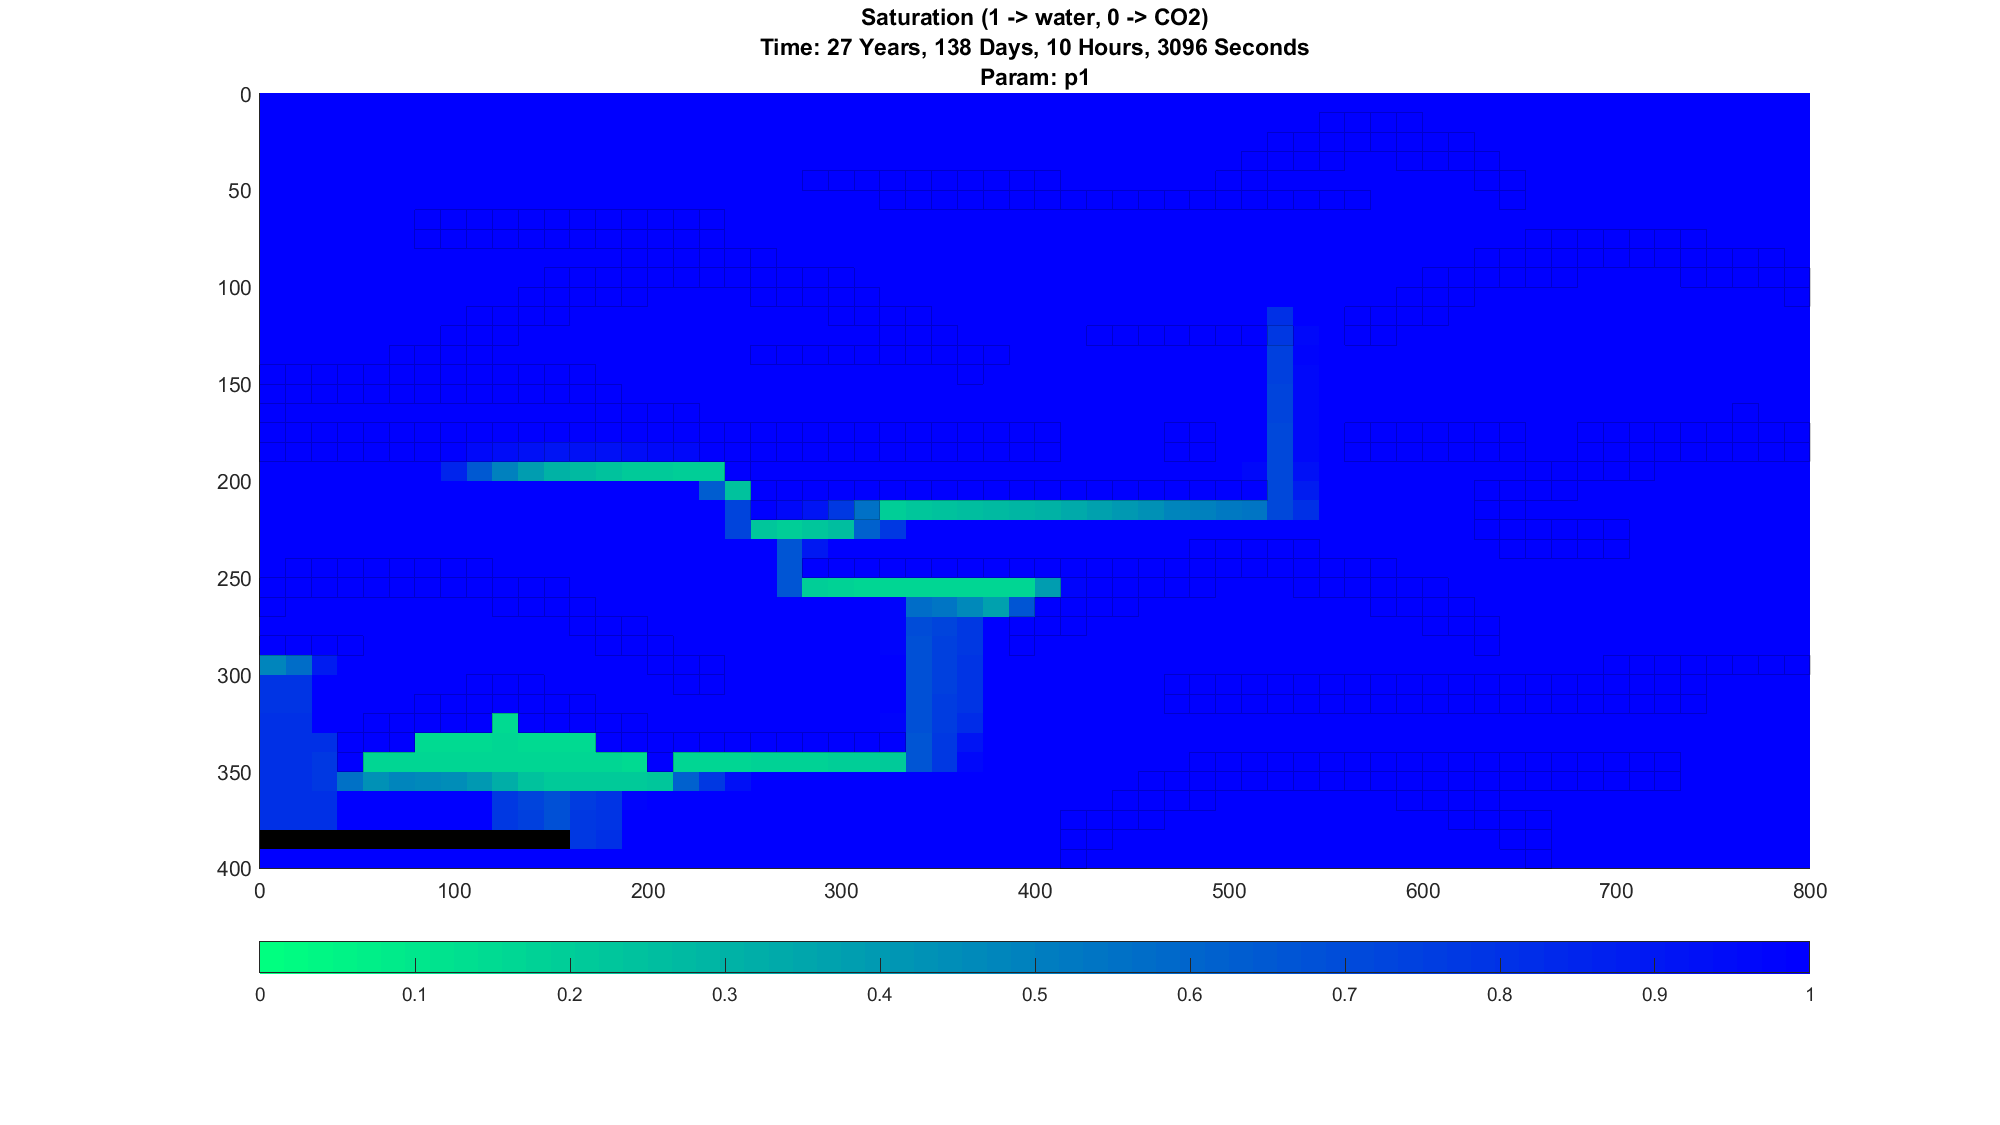 Saturation (1 -> water, 0 -> CO2)
Time: 27 Years, 138 Days, 10 Hours, 3096 Seconds
Param: p1
0
50
100
150
200
250
300
350
400
0 100 200 300 400 500 600 700 800
0 0.1 0.2 0.3 0.4 0.5 0.6 0.7 0.8 0.9 1